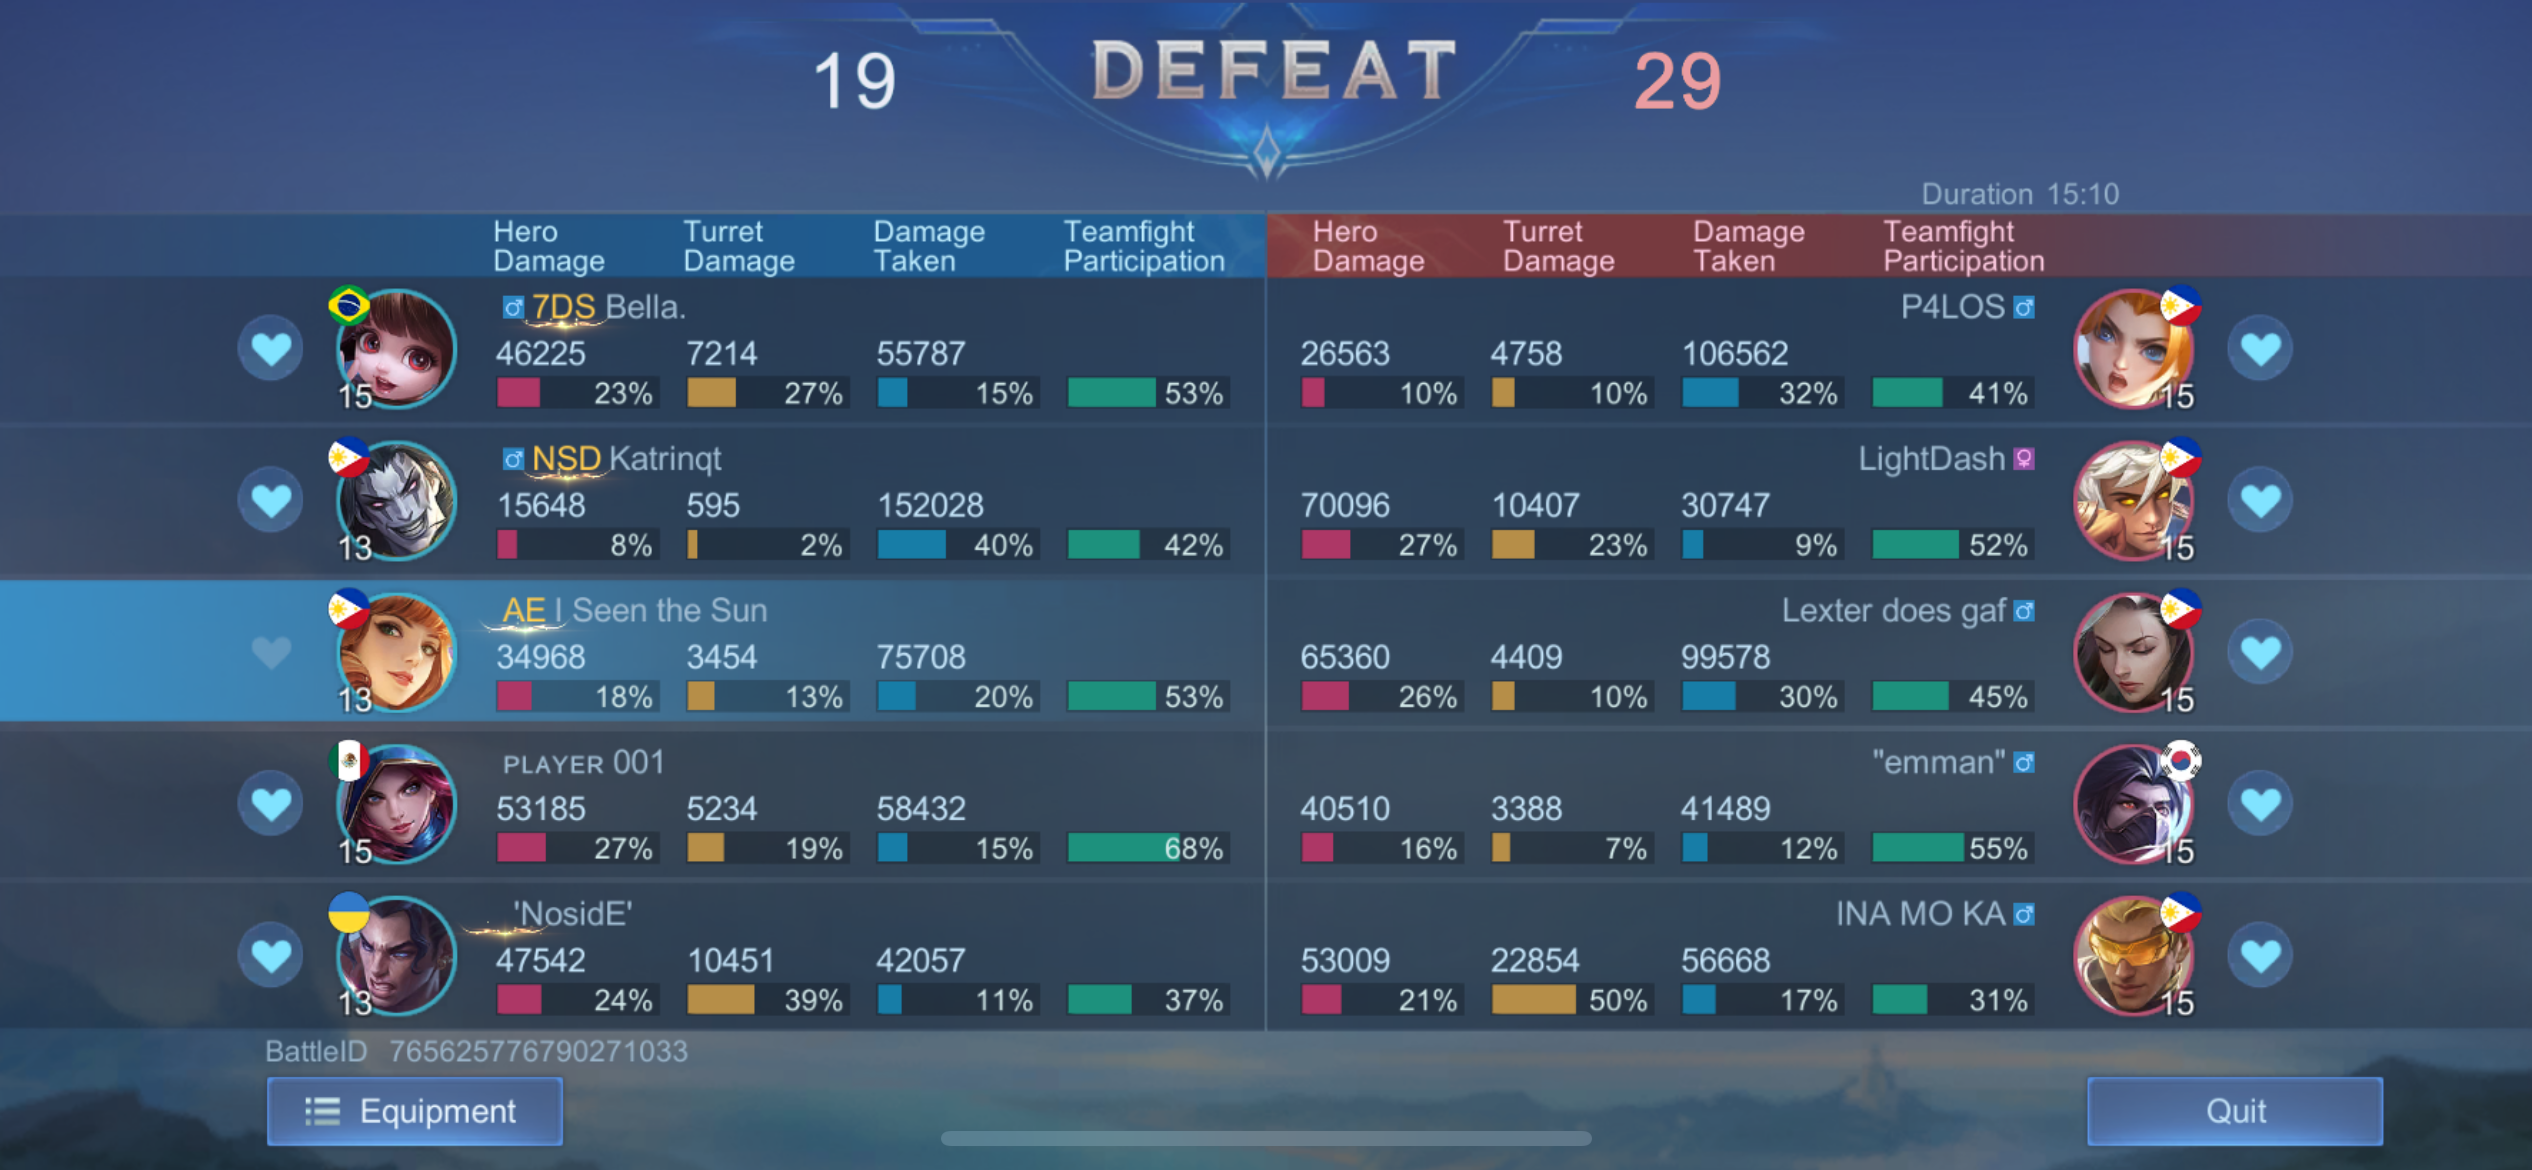 19
DEFEAT
29
Duration 15:10
Hero Damage
Turret Damage
Damage Taken
Teamfight Participation
Hero Damage
Turret Damage
Damage Taken
Teamfight Participation
7DS Bella.
46225 7214 55787
15 23% 27% 15% 53%
P4LOS
26563 4758 106562
10% 10% 32% 41% 15
NSD Katrinqt
15648 595 152028
13 8% 2% 40% 42%
LightDash
70096 10407 30747
27% 23% 9% 52% 15
AE I Seen the Sun
34968 3454 75708
13 18% 13% 20% 53%
Lexter does gaf
65360 4409 99578
26% 10% 30% 45% 15
ᴘʟᴀʏᴇʀ 001
53185 5234 58432
15 27% 19% 15% 68%
"emman"
40510 3388 41489
16% 7% 12% 55% 15
'NosidE'
47542 10451 42057
13 24% 39% 11% 37%
INA MO KA
53009 22854 56668
21% 50% 17% 31% 15
BattleID 765625776790271033
Equipment
Quit